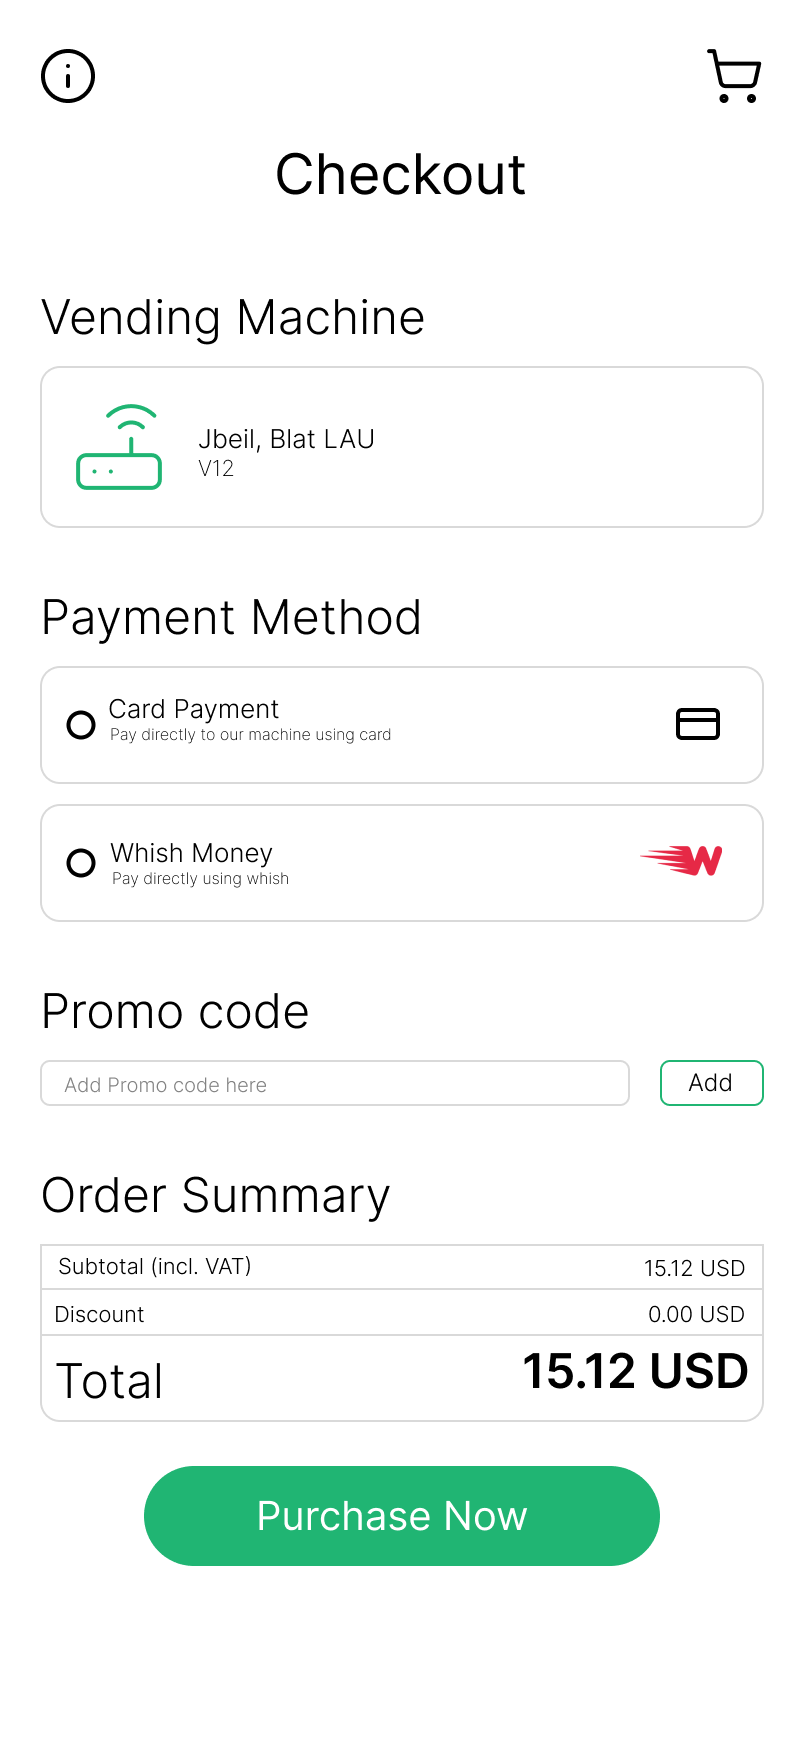 Checkout
Vending Machine
Jbeil, Blat LAU
V12
Payment Method
Card Payment
Pay directly to our machine using card
Whish Money
Pay directly using whish
W
Promo code
Add Promo code here
Add
Order Summary
Subtotal (incl. VAT) 15.12 USD
Discount 0.00 USD
Total 15.12 USD
Purchase Now